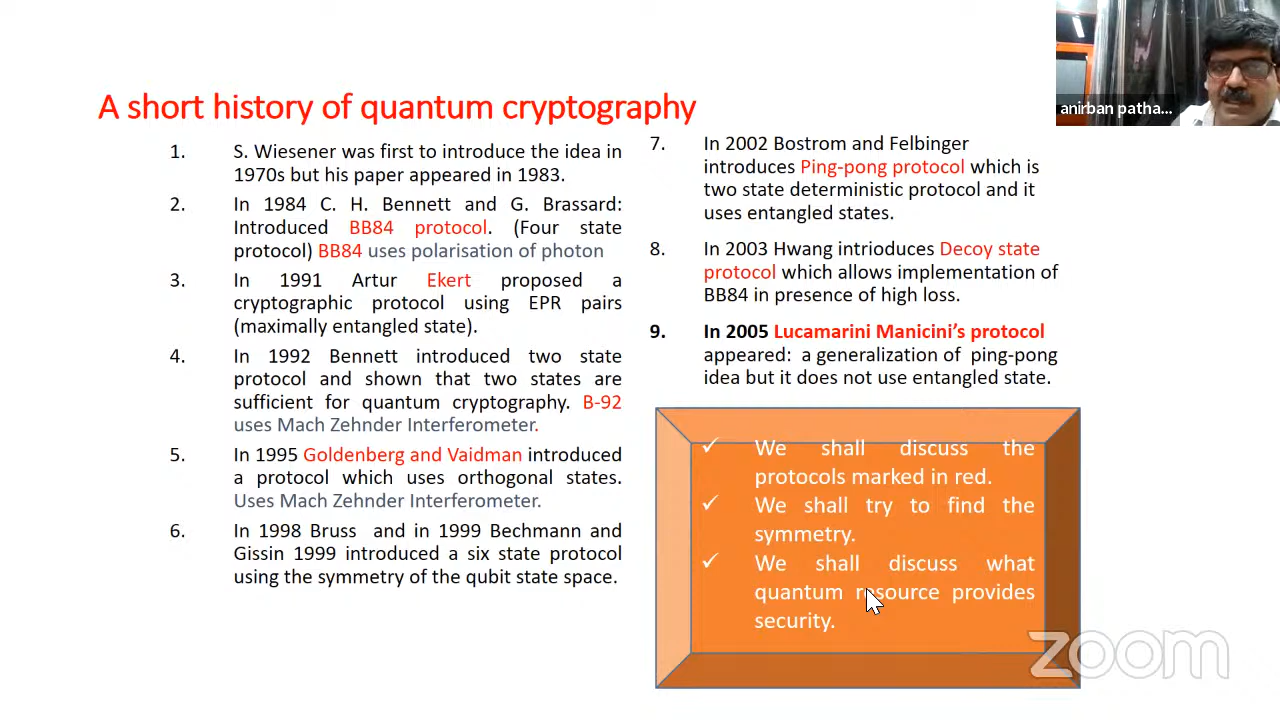 anirban patha...
A short history of quantum cryptography
1. S. Wiesener was first to introduce the idea in
1970s but his paper appeared in 1983.
2. In 1984 C. H. Bennett and G. Brassard:
Introduced BB84 protocol. (Four state
protocol) BB84 uses polarisation of photon
3. In 1991 Artur Ekert proposed a
cryptographic protocol using EPR pairs
(maximally entangled state).
4. In 1992 Bennett introduced two state
protocol and shown that two states are
sufficient for quantum cryptography. B-92
uses Mach Zehnder Interferometer.
5. In 1995 Goldenberg and Vaidman introduced
a protocol which uses orthogonal states.
Uses Mach Zehnder Interferometer.
6. In 1998 Bruss and in 1999 Bechmann and
Gissin 1999 introduced a six state protocol
using the symmetry of the qubit state space.
7. In 2002 Bostrom and Felbinger
introduces Ping-pong protocol which is
two state deterministic protocol and it
uses entangled states.
8. In 2003 Hwang intrioduces Decoy state
protocol which allows implementation of
BB84 in presence of high loss.
9. In 2005 Lucamarini Manicini's protocol
appeared: a generalization of ping-pong
idea but it does not use entangled state.
✓ We shall discuss the
protocols marked in red.
✓ We shall try to find the
symmetry.
✓ We shall discuss what
quantum resource provides
security.
zoom